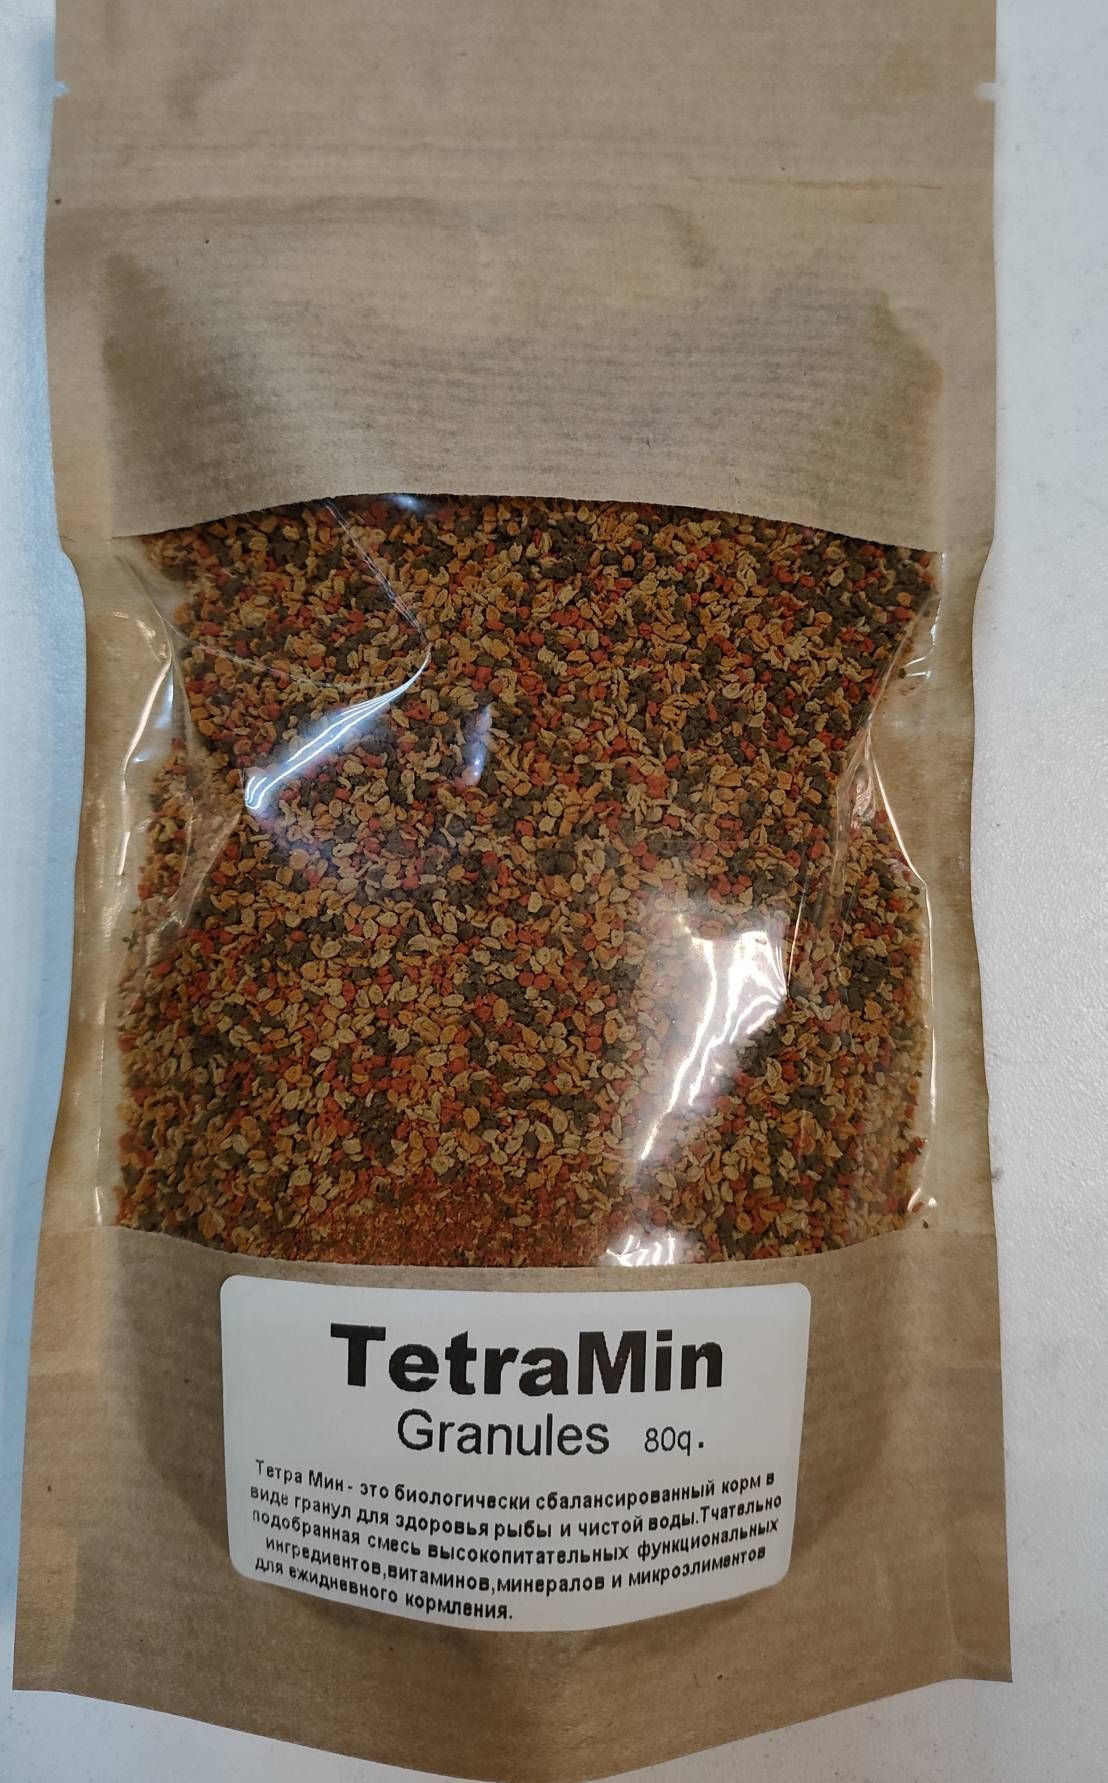 TetraMin
Granules 80q.
Тетра Мин- это биологически сбалансированный корм в
виде гранул для здоровья рыбы и чистой воды.Тчательно
подобранная смесь высокопитательных функциональных
ингредиентов,витаминов,минералов и микроэлиментов
для ежидневного кормления.